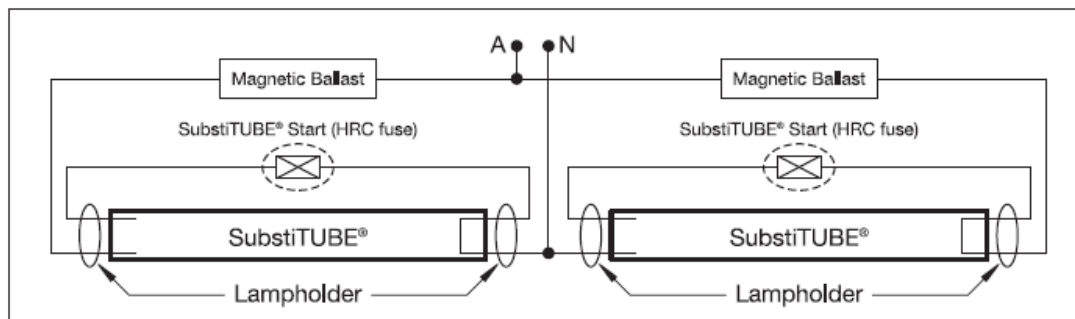 A N
Magnetic Ballast Magnetic Ballast
SubstiTUBE® Start (HRC fuse) SubstiTUBE® Start (HRC fuse)
SubstiTUBE® SubstiTUBE®
Lampholder Lampholder